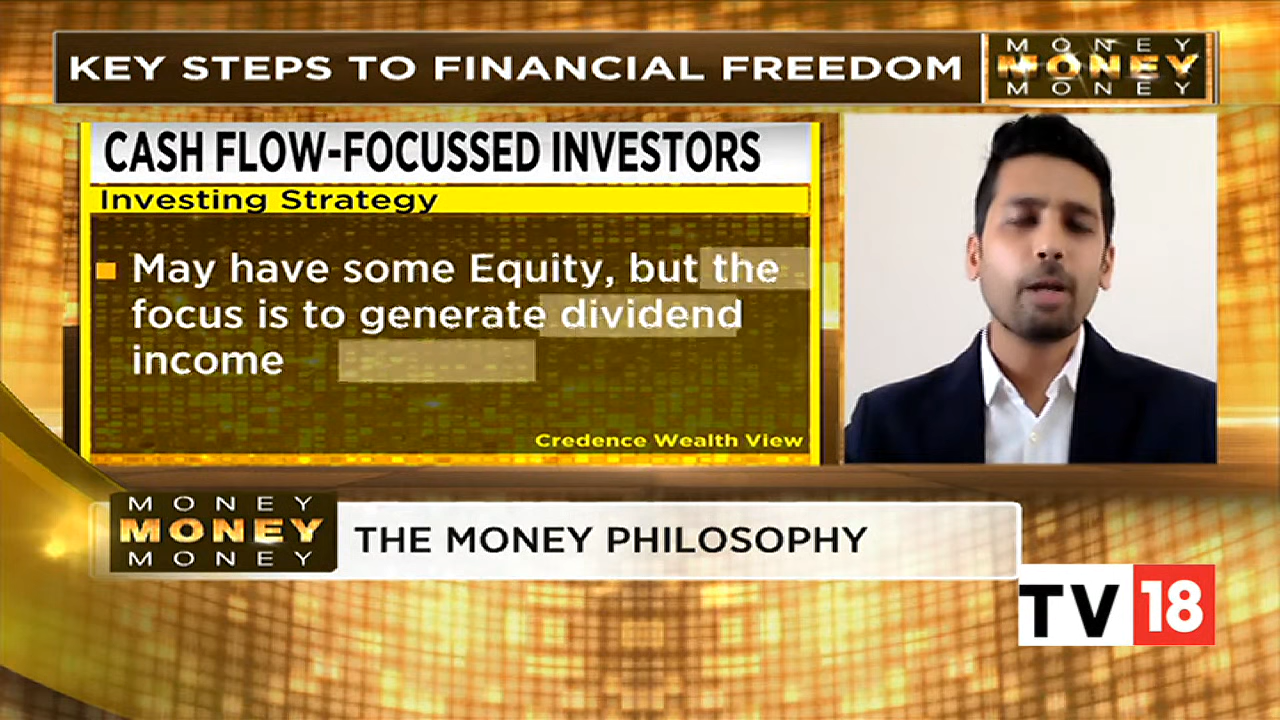 KEY STEPS TO FINANCIAL FREEDOM
MONEY
MONEY
MONEY
CASH FLOW-FOCUSSED INVESTORS
Investing Strategy
May have some Equity, but the
focus is to generate dividend
income
Credence Wealth View
MONEY
MONEY
MONEY
THE MONEY PHILOSOPHY
TV18